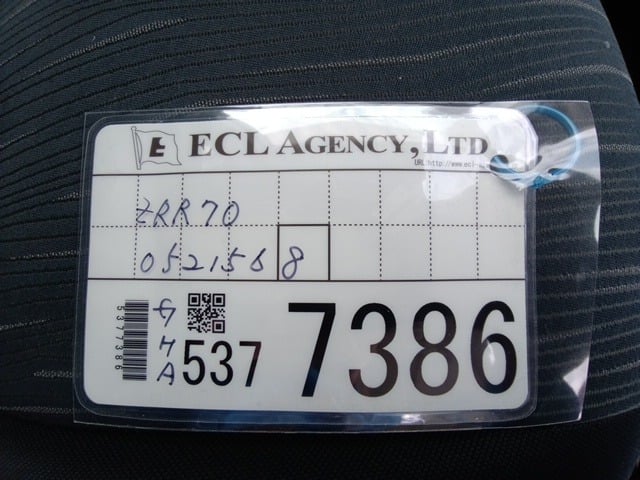 E ECL AGENCY, LTD
URL:http://www.ecl-
ZRR70
0521568
5377386
537 7386